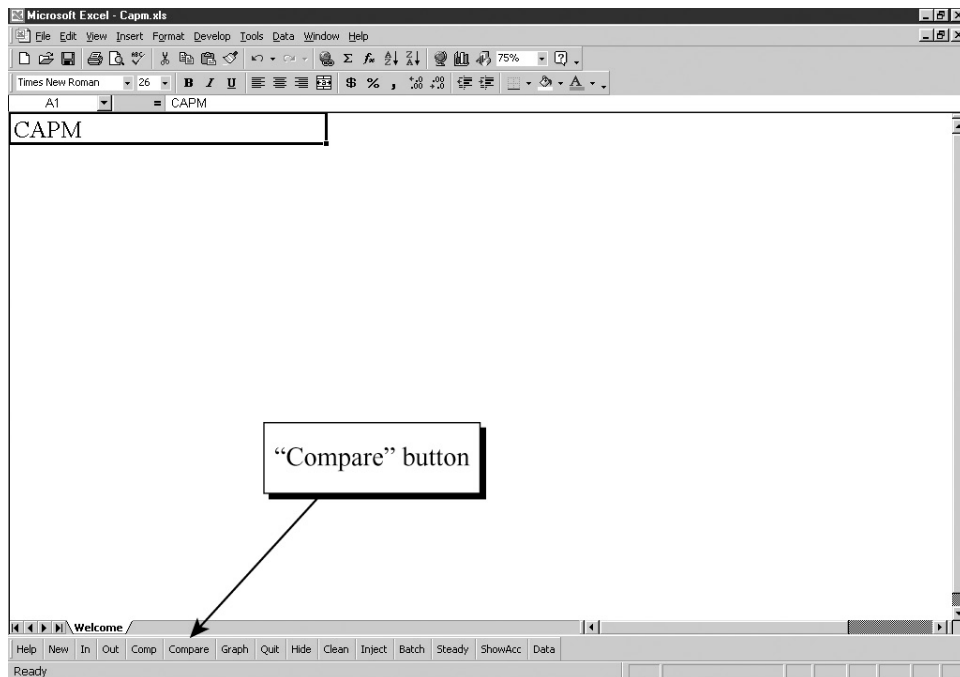 Microsoft Excel - Capm.xls
File Edit View Insert Format Develop Tools Data Window Help
75%
Times New Roman 26 B I U $ % ,
A1 = CAPM
CAPM
“Compare” button
Welcome
Help New In Out Comp Compare Graph Quit Hide Clean Inject Batch Steady ShowAcc Data
Ready